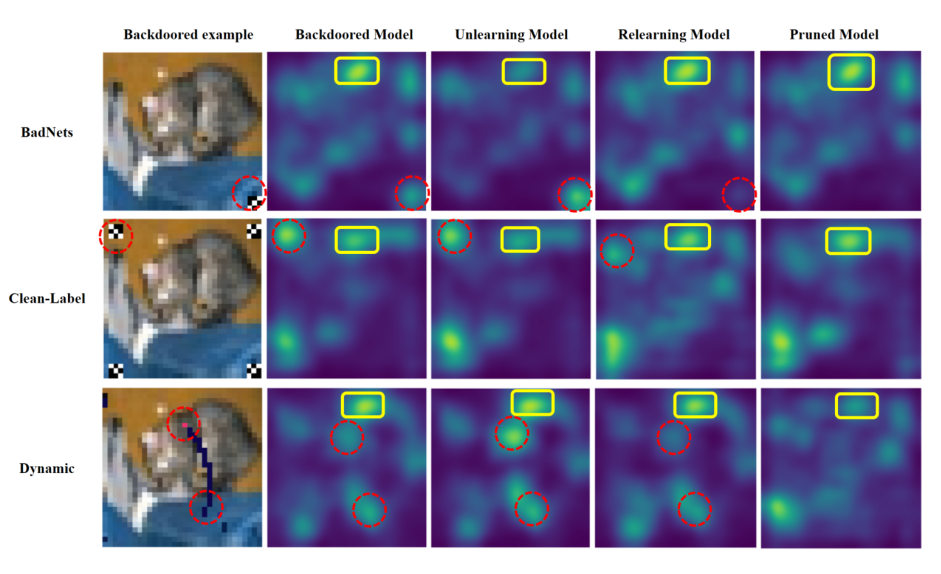 Backdoored example Backdoored Model Unlearning Model Relearning Model Pruned Model
BadNets
Clean-Label
Dynamic